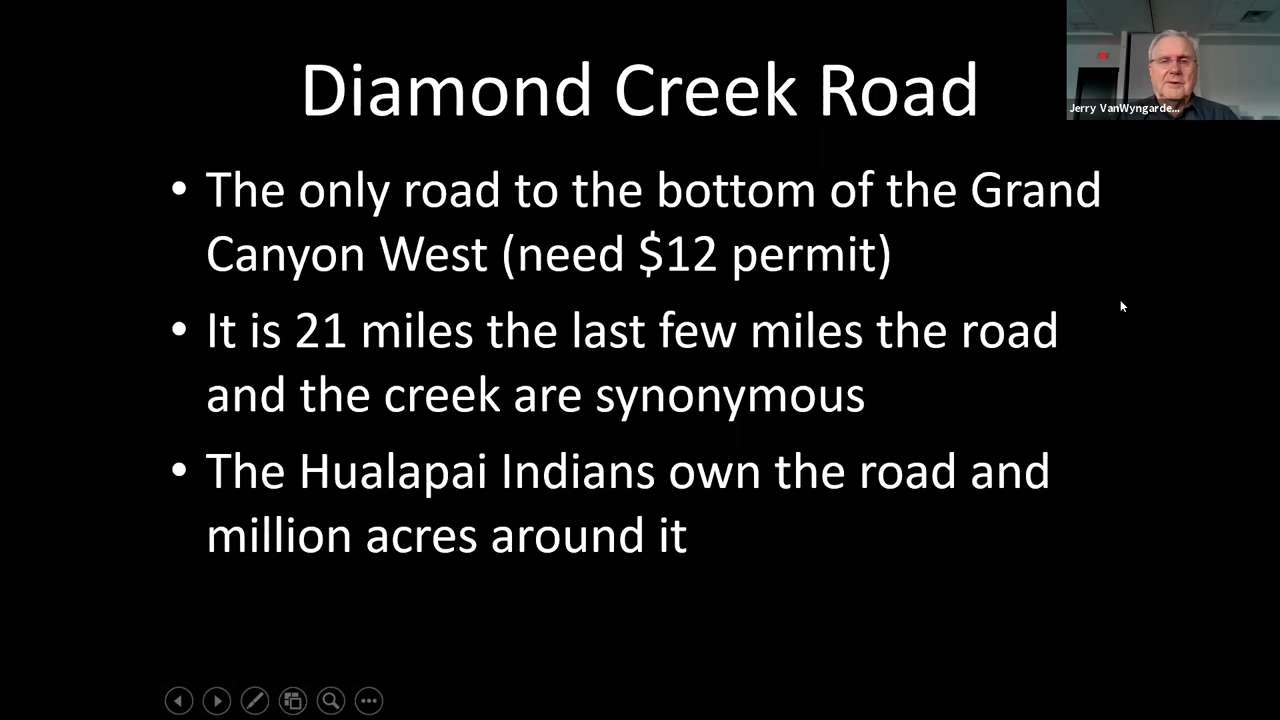 Diamond Creek Road
Jerry VanWyngarde...
• The only road to the bottom of the Grand
Canyon West (need $12 permit)
• It is 21 miles the last few miles the road
and the creek are synonymous
• The Hualapai Indians own the road and
million acres around it